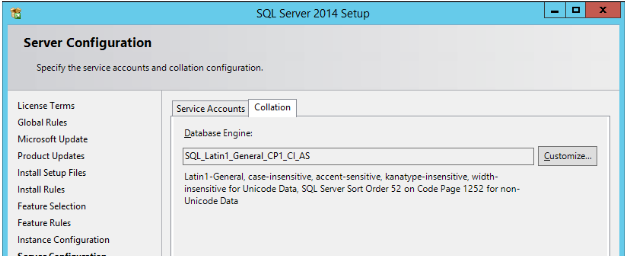 SQL Server 2014 Setup
Server Configuration
Specify the service accounts and collation configuration.
License Terms
Global Rules
Microsoft Update
Product Updates
Install Setup Files
Install Rules
Feature Selection
Feature Rules
Instance Configuration
Server Configuration
Service Accounts
Collation
Database Engine:
SQL_Latin1_General_CP1_CI_AS
Customize...
Latin1-General, case-insensitive, accent-sensitive, kanatype-insensitive, width-
insensitive for Unicode Data, SQL Server Sort Order 52 on Code Page 1252 for non-
Unicode Data